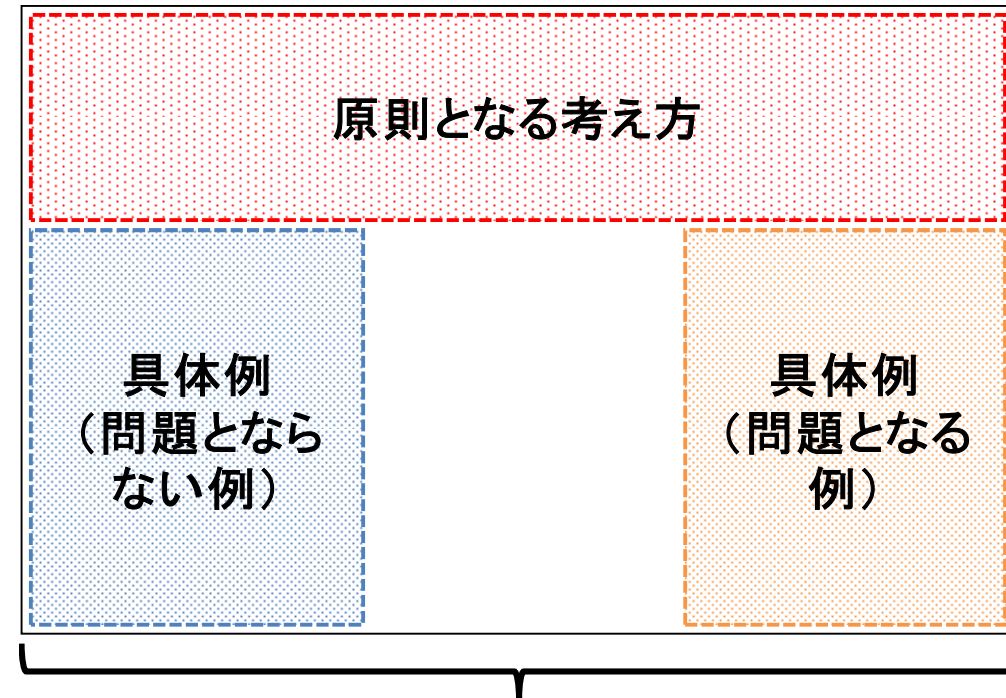 原則となる考え方
具体例
（問題となら
ない例）
具体例
（問題となる
例）